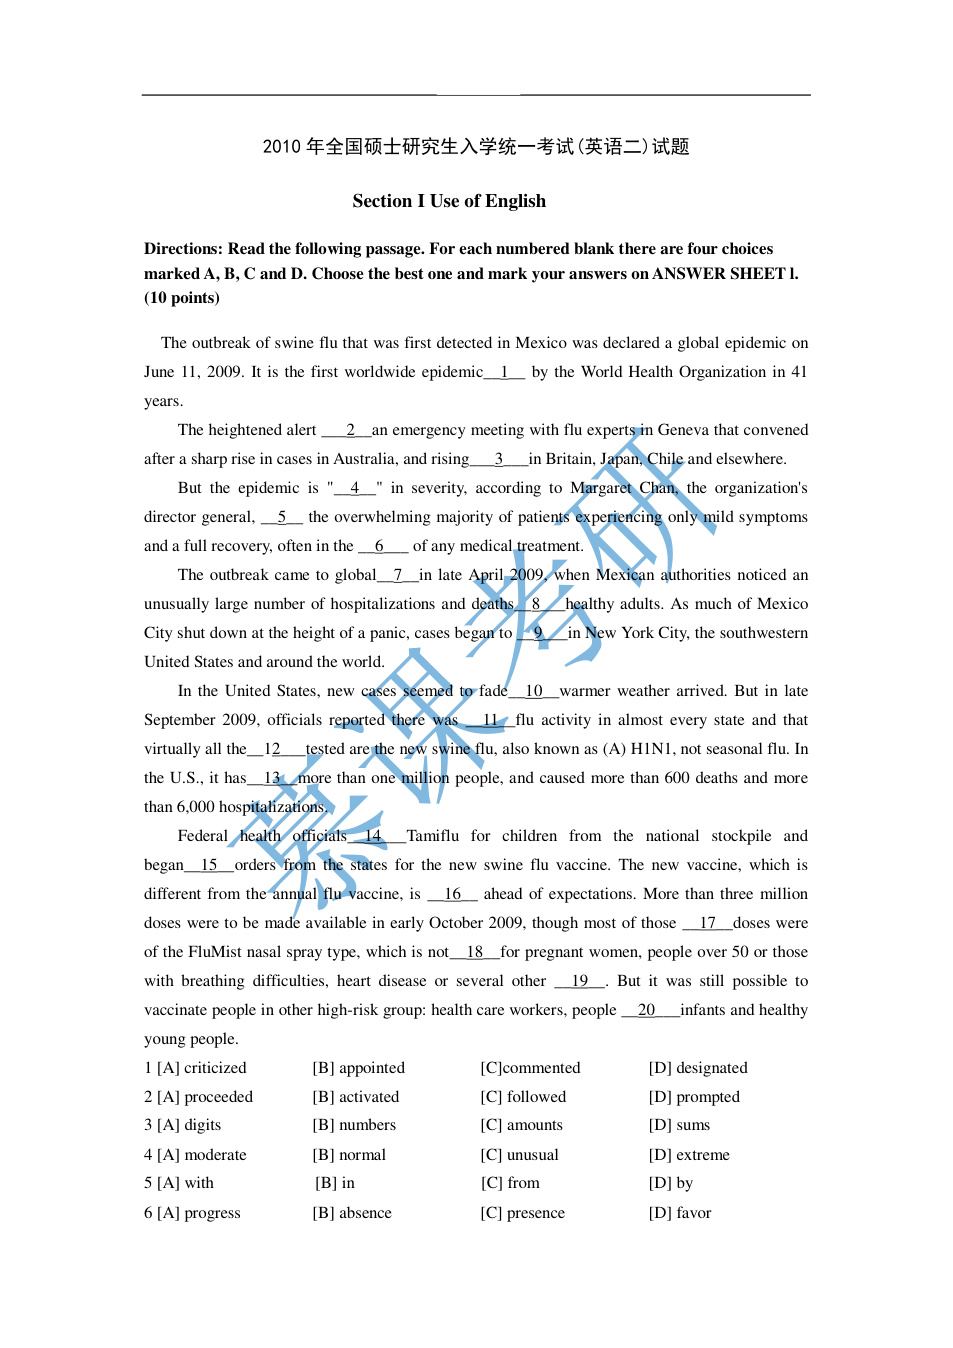 2010 年全国硕士研究生入学统一考试(英语二)试题
Section I Use of English
Directions: Read the following passage. For each numbered blank there are four choices
marked A, B, C and D. Choose the best one and mark your answers on ANSWER SHEET l.
(10 points)
The outbreak of swine flu that was first detected in Mexico was declared a global epidemic on
June 11, 2009. It is the first worldwide epidemic__1__ by the World Health Organization in 41
years.
The heightened alert ___2__an emergency meeting with flu experts in Geneva that convened
after a sharp rise in cases in Australia, and rising___3___in Britain, Japan, Chile and elsewhere.
But the epidemic is "__4__" in severity, according to Margaret Chan, the organization's
director general, __5__ the overwhelming majority of patients experiencing only mild symptoms
and a full recovery, often in the __6___ of any medical treatment.
The outbreak came to global__7__in late April 2009, when Mexican authorities noticed an
unusually large number of hospitalizations and deaths__8___healthy adults. As much of Mexico
City shut down at the height of a panic, cases began to __9___in New York City, the southwestern
United States and around the world.
In the United States, new cases seemed to fade__10__warmer weather arrived. But in late
September 2009, officials reported there was __11__flu activity in almost every state and that
virtually all the__12___tested are the new swine flu, also known as (A) H1N1, not seasonal flu. In
the U.S., it has__13__more than one million people, and caused more than 600 deaths and more
than 6,000 hospitalizations.
Federal health officials__14___Tamiflu for children from the national stockpile and
began__15__orders from the states for the new swine flu vaccine. The new vaccine, which is
different from the annual flu vaccine, is __16__ ahead of expectations. More than three million
doses were to be made available in early October 2009, though most of those __17__doses were
of the FluMist nasal spray type, which is not__18__for pregnant women, people over 50 or those
with breathing difficulties, heart disease or several other __19__. But it was still possible to
vaccinate people in other high-risk group: health care workers, people __20___infants and healthy
young people.
1 [A] criticized [B] appointed [C]commented [D] designated
2 [A] proceeded [B] activated [C] followed [D] prompted
3 [A] digits [B] numbers [C] amounts [D] sums
4 [A] moderate [B] normal [C] unusual [D] extreme
5 [A] with [B] in [C] from [D] by
6 [A] progress [B] absence [C] presence [D] favor
慕课考研